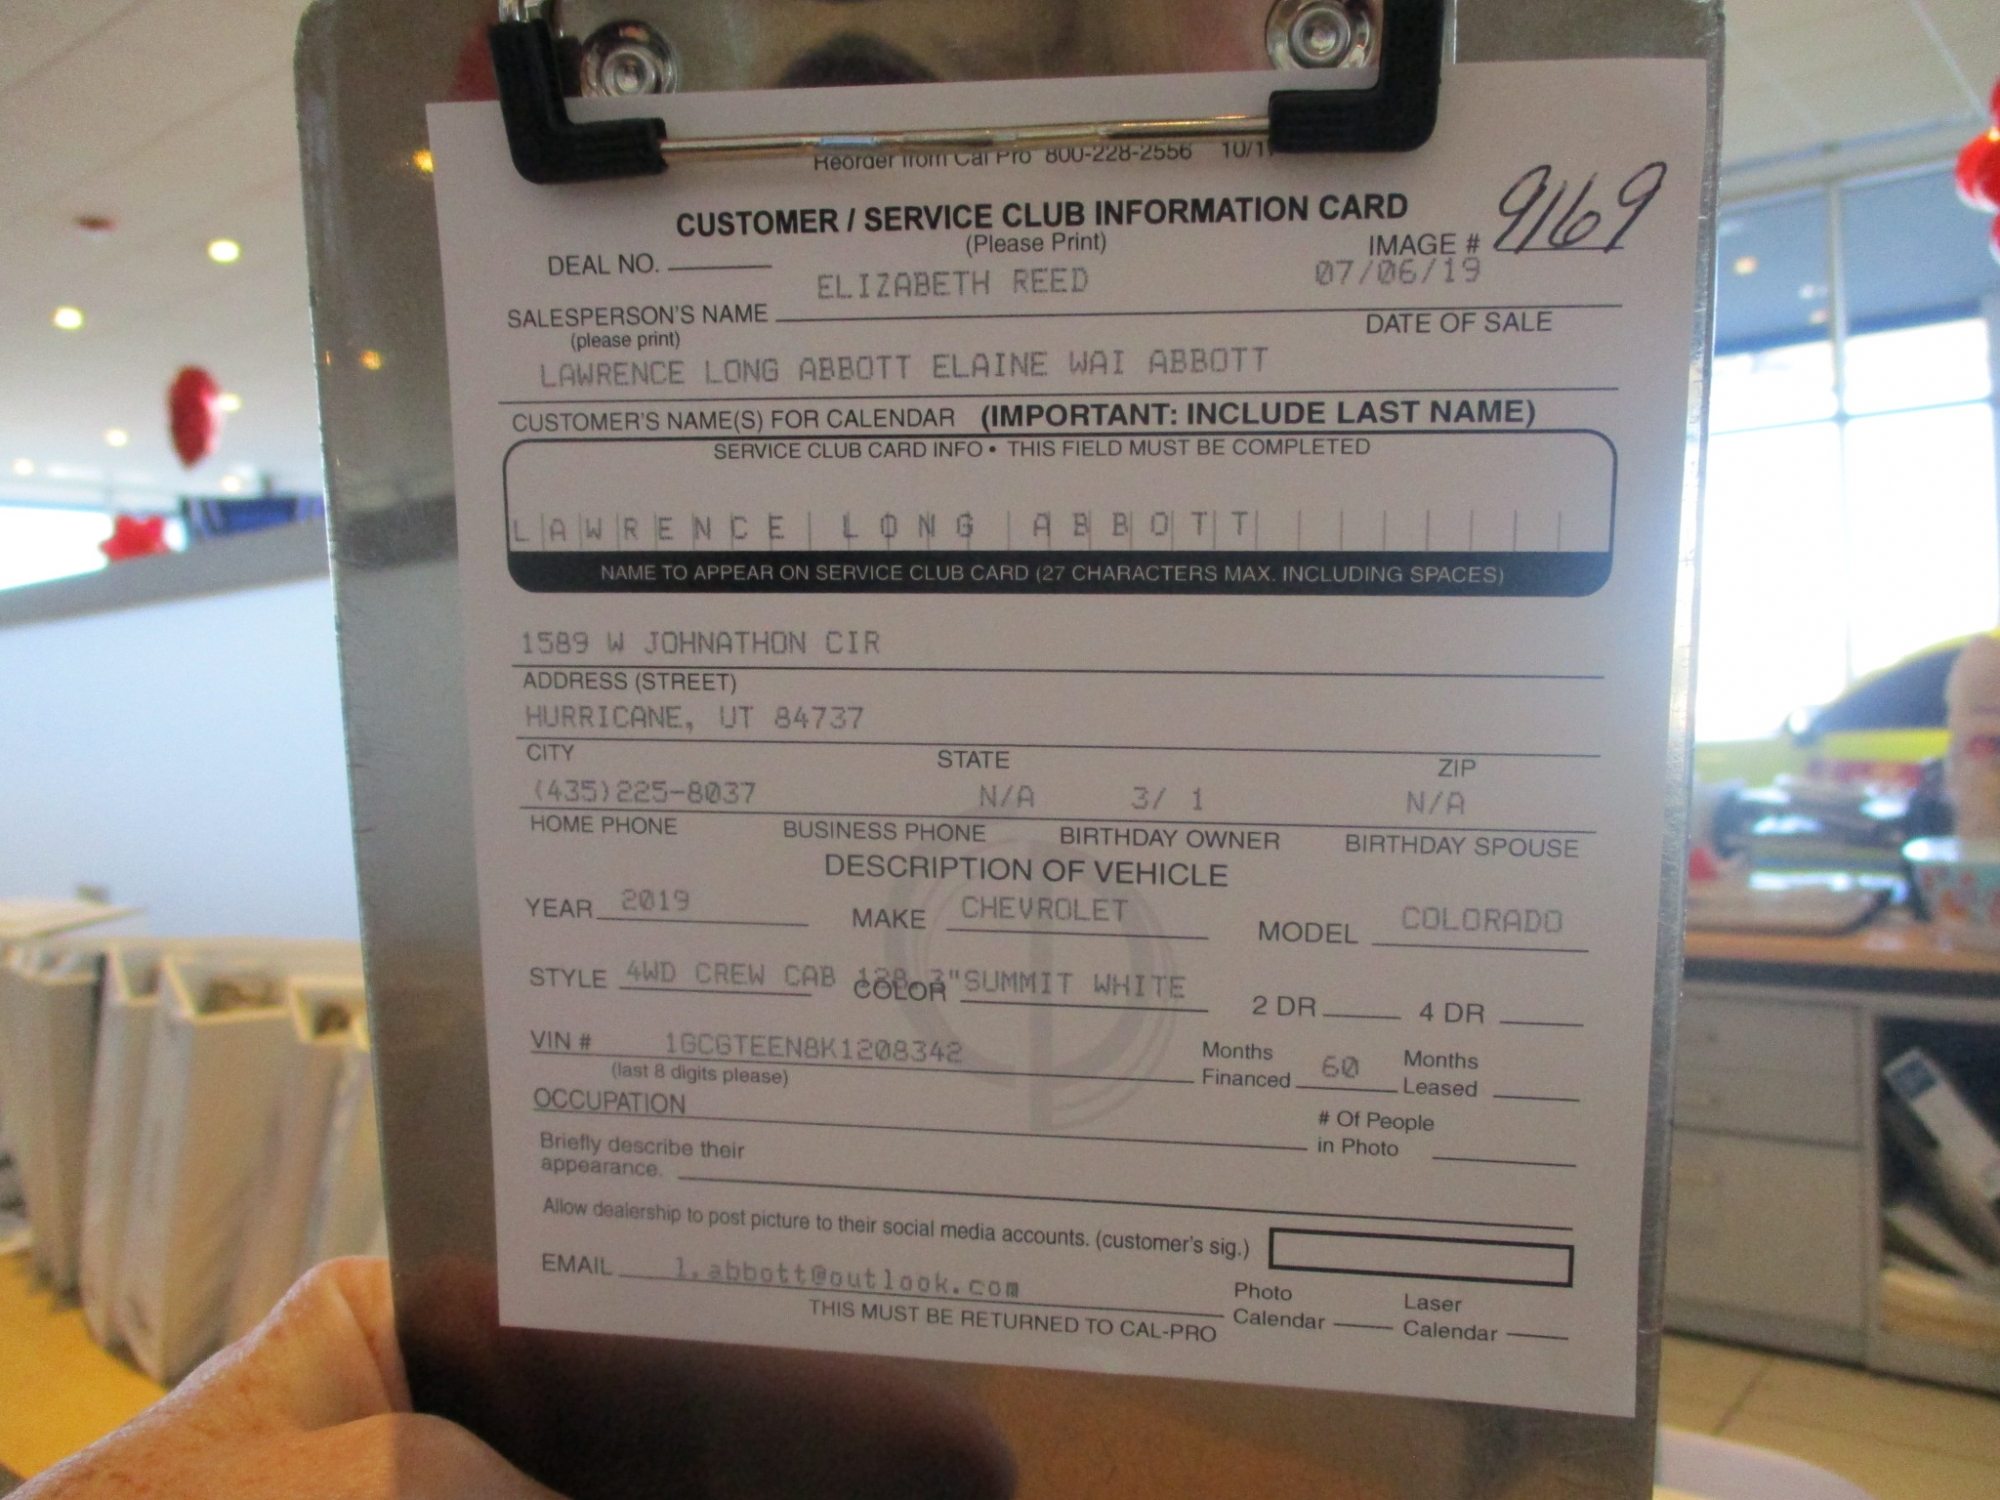 Reorder from Cal Pro 800-228-2556 10/1
CUSTOMER / SERVICE CLUB INFORMATION CARD
(Please Print)
IMAGE # 9169
DEAL NO.
ELIZABETH REED 07/06/19
SALESPERSON'S NAME DATE OF SALE
(please print)
LAWRENCE LONG ABBOTT ELAINE WAI ABBOTT
CUSTOMER'S NAME(S) FOR CALENDAR (IMPORTANT: INCLUDE LAST NAME)
SERVICE CLUB CARD INFO • THIS FIELD MUST BE COMPLETED
LAWRENCE LONG ABBOTT
NAME TO APPEAR ON SERVICE CLUB CARD (27 CHARACTERS MAX. INCLUDING SPACES)
1589 W JOHNATHON CIR
ADDRESS (STREET)
HURRICANE, UT 84737
CITY STATE ZIP
(435)225-8037 N/A 3/ 1 N/A
HOME PHONE BUSINESS PHONE BIRTHDAY OWNER BIRTHDAY SPOUSE
DESCRIPTION OF VEHICLE
YEAR 2019 MAKE CHEVROLET MODEL COLORADO
STYLE 4WD CREW CAB 128.3" COLOR SUMMIT WHITE 2 DR 4 DR
VIN # 1GCGTEEN8K1208342 Months Financed 60 Months Leased
(last 8 digits please)
OCCUPATION # Of People in Photo
Briefly describe their
appearance.
Allow dealership to post picture to their social media accounts. (customer's sig.)
EMAIL l.abbott@outlook.com Photo Calendar Laser Calendar
THIS MUST BE RETURNED TO CAL-PRO